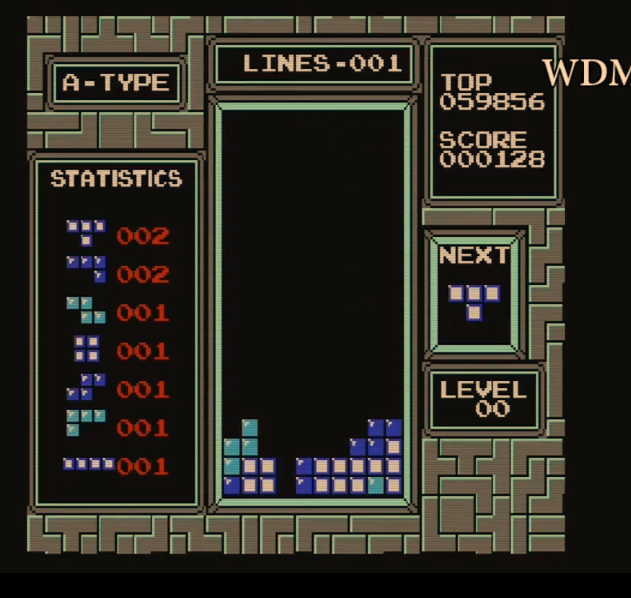 A-TYPE
LINES-001
TOP
059856
SCORE
000128
WDM
STATISTICS
002
002
001
001
001
001
001
NEXT
LEVEL
00